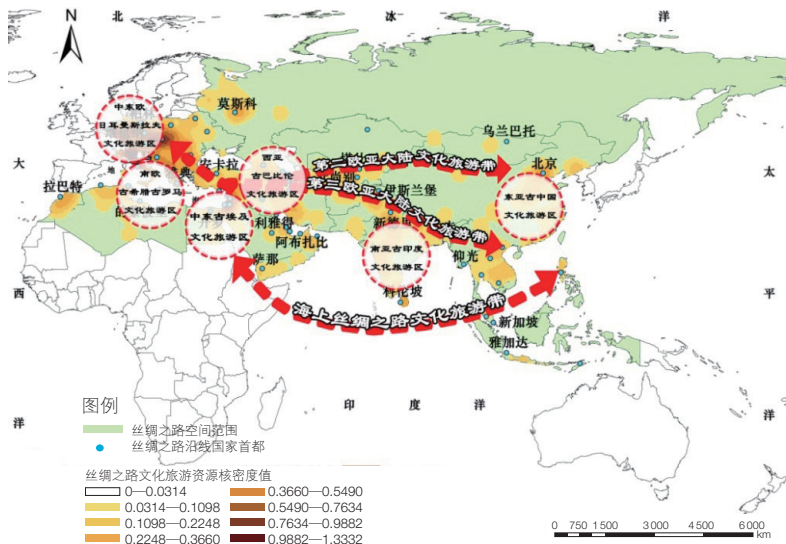 北 冰 洋
N
大 西 洋
太 平 洋
印 度 洋
地
莫斯科
乌兰巴托
北京
安卡拉
拉巴特
伊斯兰堡
新德
利雅得
阿布扎比
萨那
仰光
科伦坡
新加坡
雅加达
中东欧
日耳曼斯拉夫
文化旅游区
南欧
古希腊古罗马
文化旅游区
西亚
古巴比伦
文化旅游区
中东古埃及
文化旅游区
南亚古印度
文化旅游区
东亚古中国
文化旅游区
第二欧亚大陆文化旅游带
第三欧亚大陆文化旅游带
海上丝绸之路文化旅游带
图例
丝绸之路空间范围
丝绸之路沿线国家首都
丝绸之路文化旅游资源核密度值
0—0.0314
0.0314—0.1098
0.1098—0.2248
0.2248—0.3660
0.3660—0.5490
0.5490—0.7634
0.7634—0.9882
0.9882—1.3332
0 750 1 500 3 000 4 500 6 000
km